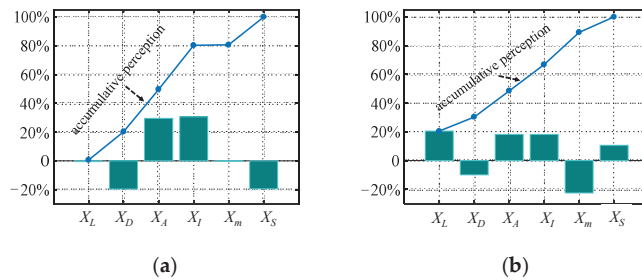 100%
80%
60%
40%
20%
0
−20%
accumulative perception
X_L X_D X_A X_I X_m X_S
(a)
100%
80%
60%
40%
20%
0
−20%
accumulative perception
X_L X_D X_A X_I X_m X_S
(b)